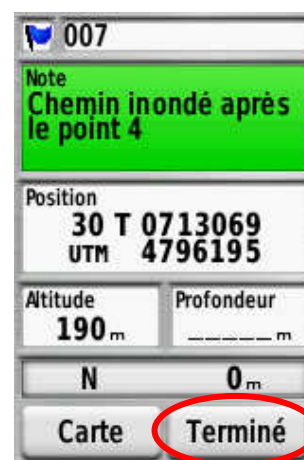 007
Note
Chemin inondé après
le point 4
Position
30 T 0713069
UTM 4796195
Altitude
190 m
Profondeur
_____ m
N 0 m
Carte Terminé